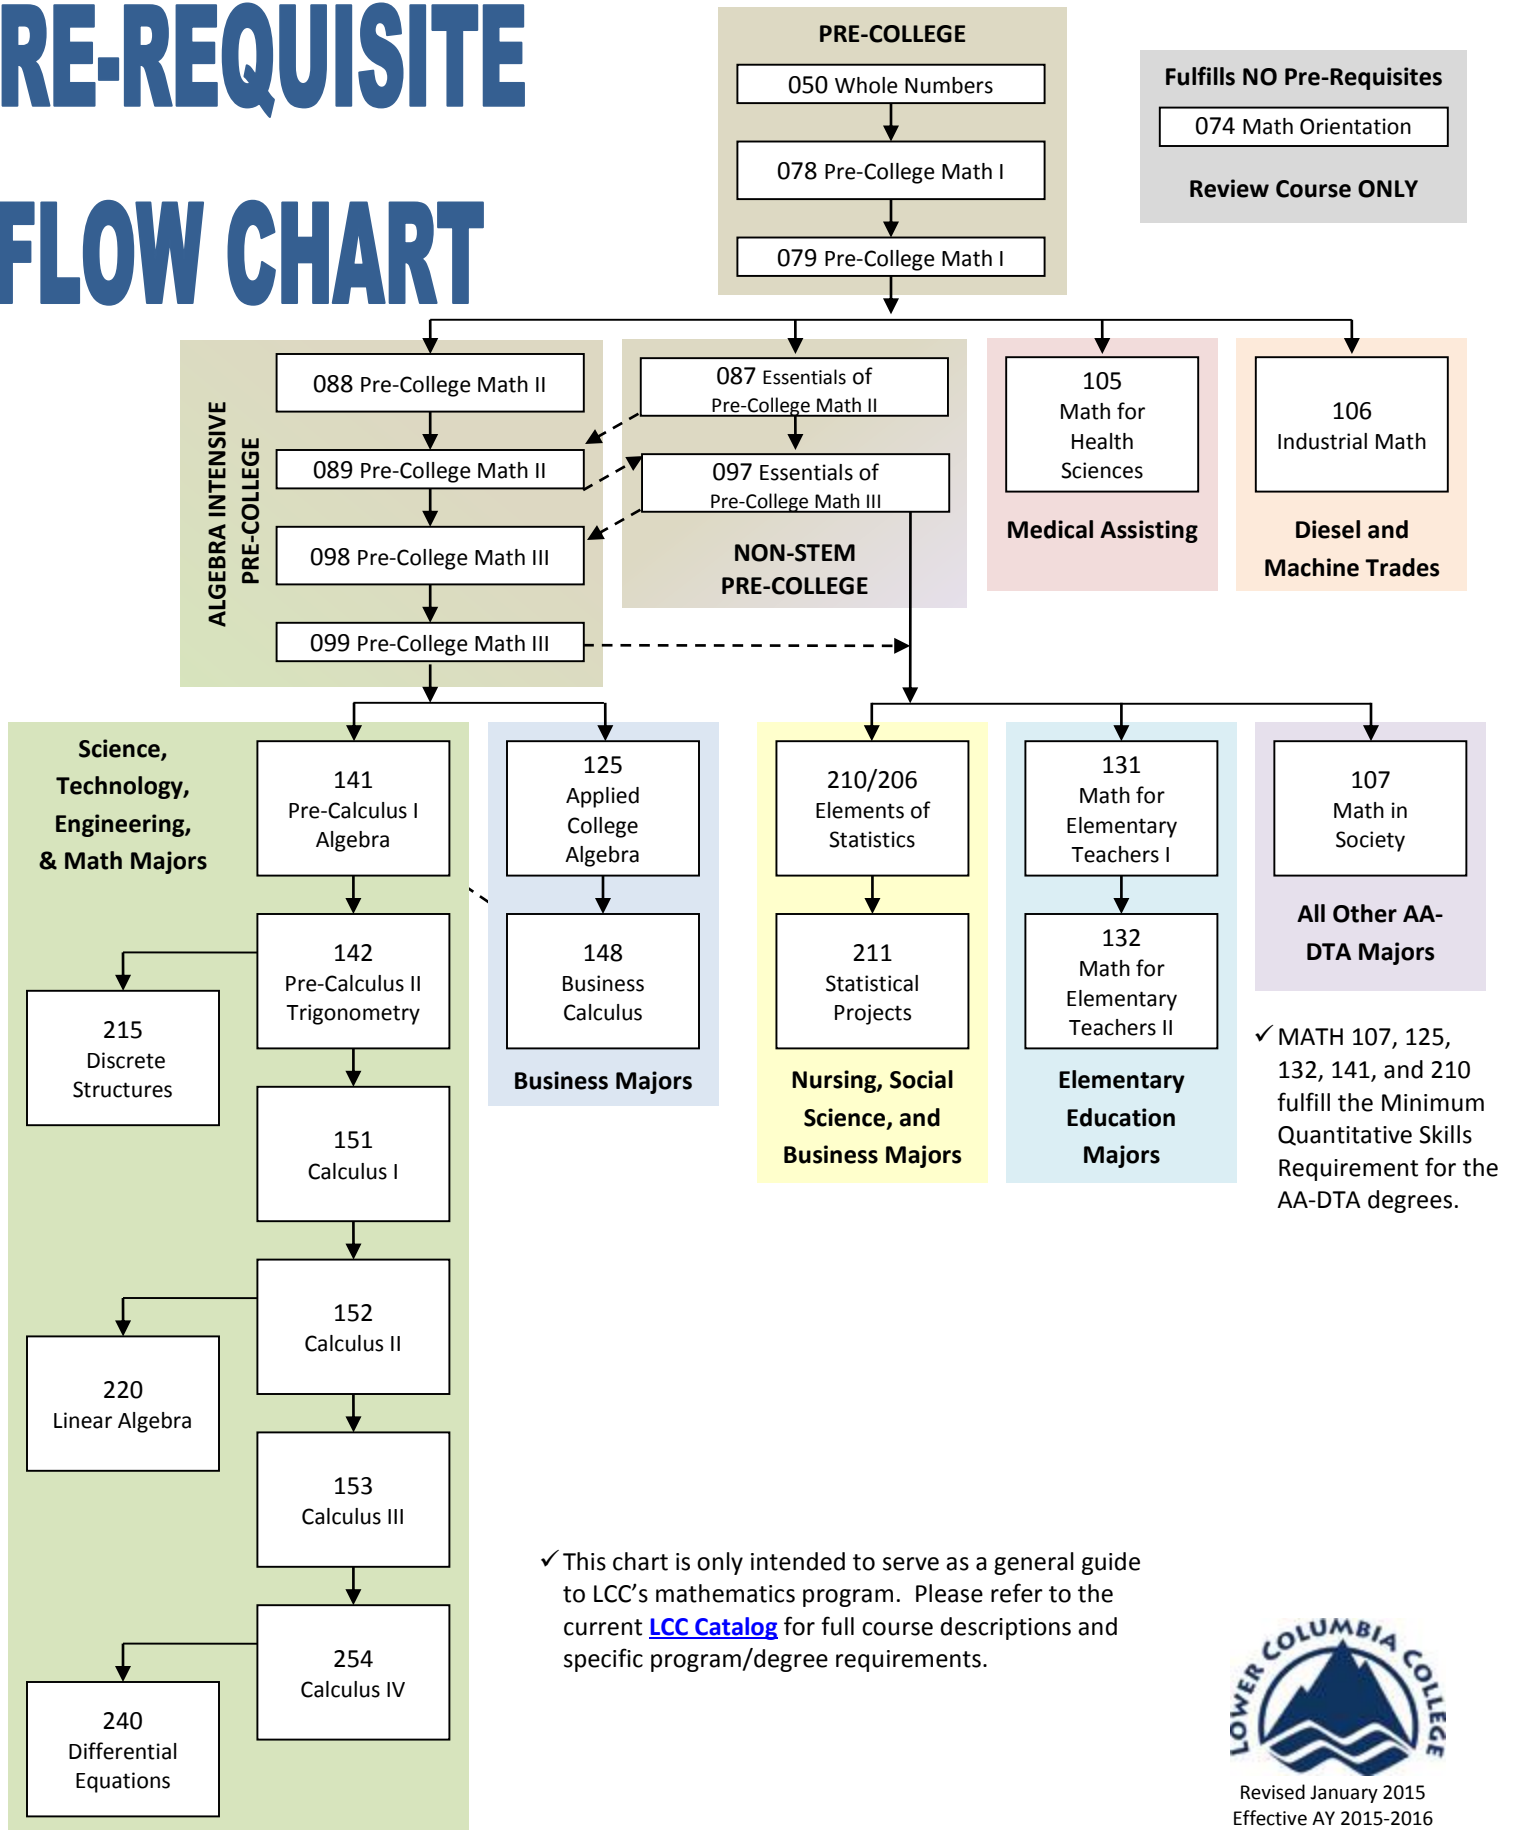 RE-REQUISITE
FLOW CHART
PRE-COLLEGE
050 Whole Numbers
078 Pre-College Math I
079 Pre-College Math I
Fulfills NO Pre-Requisites
074 Math Orientation
Review Course ONLY
ALGEBRA INTENSIVE
PRE-COLLEGE
088 Pre-College Math II
089 Pre-College Math II
098 Pre-College Math III
099 Pre-College Math III
087 Essentials of
Pre-College Math II
097 Essentials of
Pre-College Math III
NON-STEM
PRE-COLLEGE
105
Math for
Health
Sciences
Medical Assisting
106
Industrial Math
Diesel and
Machine Trades
Science,
Technology,
Engineering,
& Math Majors
141
Pre-Calculus I
Algebra
142
Pre-Calculus II
Trigonometry
215
Discrete
Structures
151
Calculus I
152
Calculus II
220
Linear Algebra
153
Calculus III
254
Calculus IV
240
Differential
Equations
125
Applied
College
Algebra
148
Business
Calculus
Business Majors
210/206
Elements of
Statistics
211
Statistical
Projects
Nursing, Social
Science, and
Business Majors
131
Math for
Elementary
Teachers I
132
Math for
Elementary
Teachers II
Elementary
Education
Majors
107
Math in
Society
All Other AA-
DTA Majors
✓ MATH 107, 125,
132, 141, and 210
fulfill the Minimum
Quantitative Skills
Requirement for the
AA-DTA degrees.
✓ This chart is only intended to serve as a general guide
to LCC’s mathematics program.  Please refer to the
current LCC Catalog for full course descriptions and
specific program/degree requirements.
LOWER COLUMBIA COLLEGE
Revised January 2015
Effective AY 2015-2016